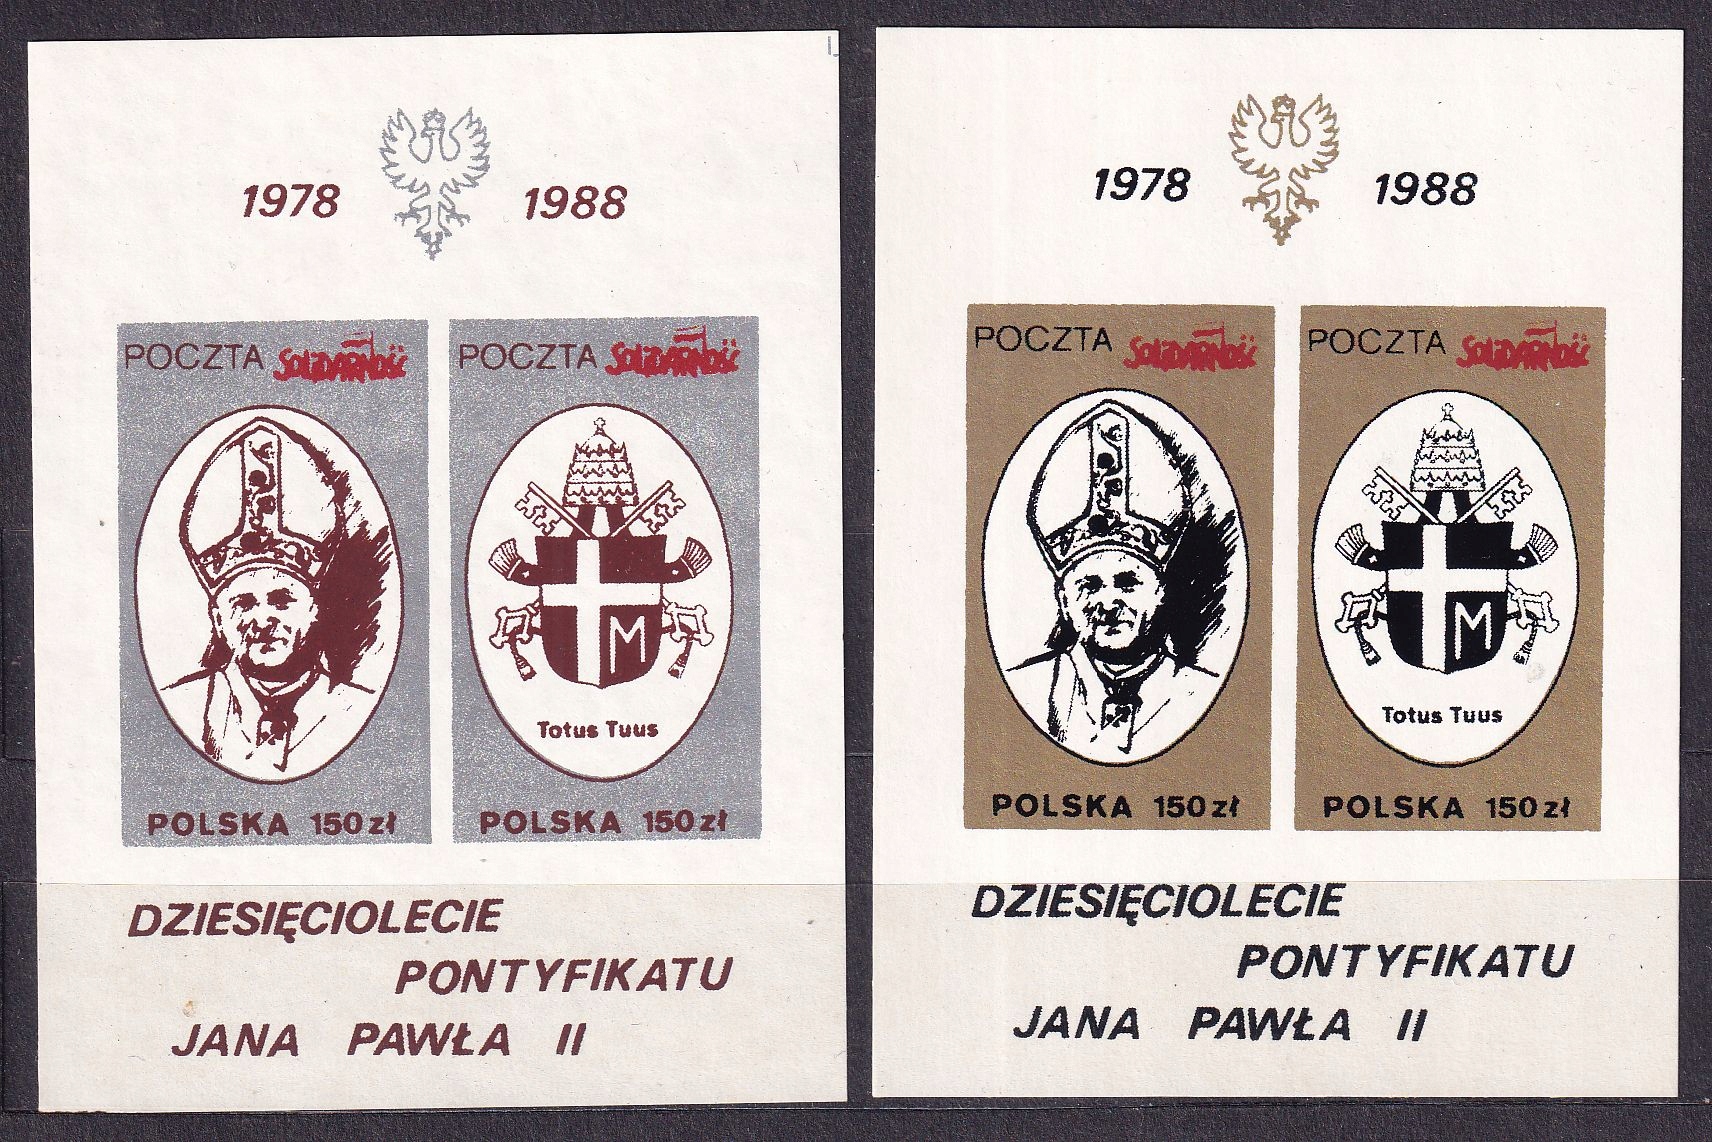 1978 1988
POCZTA SOLIDARNOŚĆ
POCZTA SOLIDARNOŚĆ
M
Totus Tuus
POLSKA 150 zł
POLSKA 150 zł
DZIESIĘCIOLECIE
PONTYFIKATU
JANA PAWŁA II
1978 1988
POCZTA SOLIDARNOŚĆ
POCZTA SOLIDARNOŚĆ
M
Totus Tuus
POLSKA 150 zł
POLSKA 150 zł
DZIESIĘCIOLECIE
PONTYFIKATU
JANA PAWŁA II